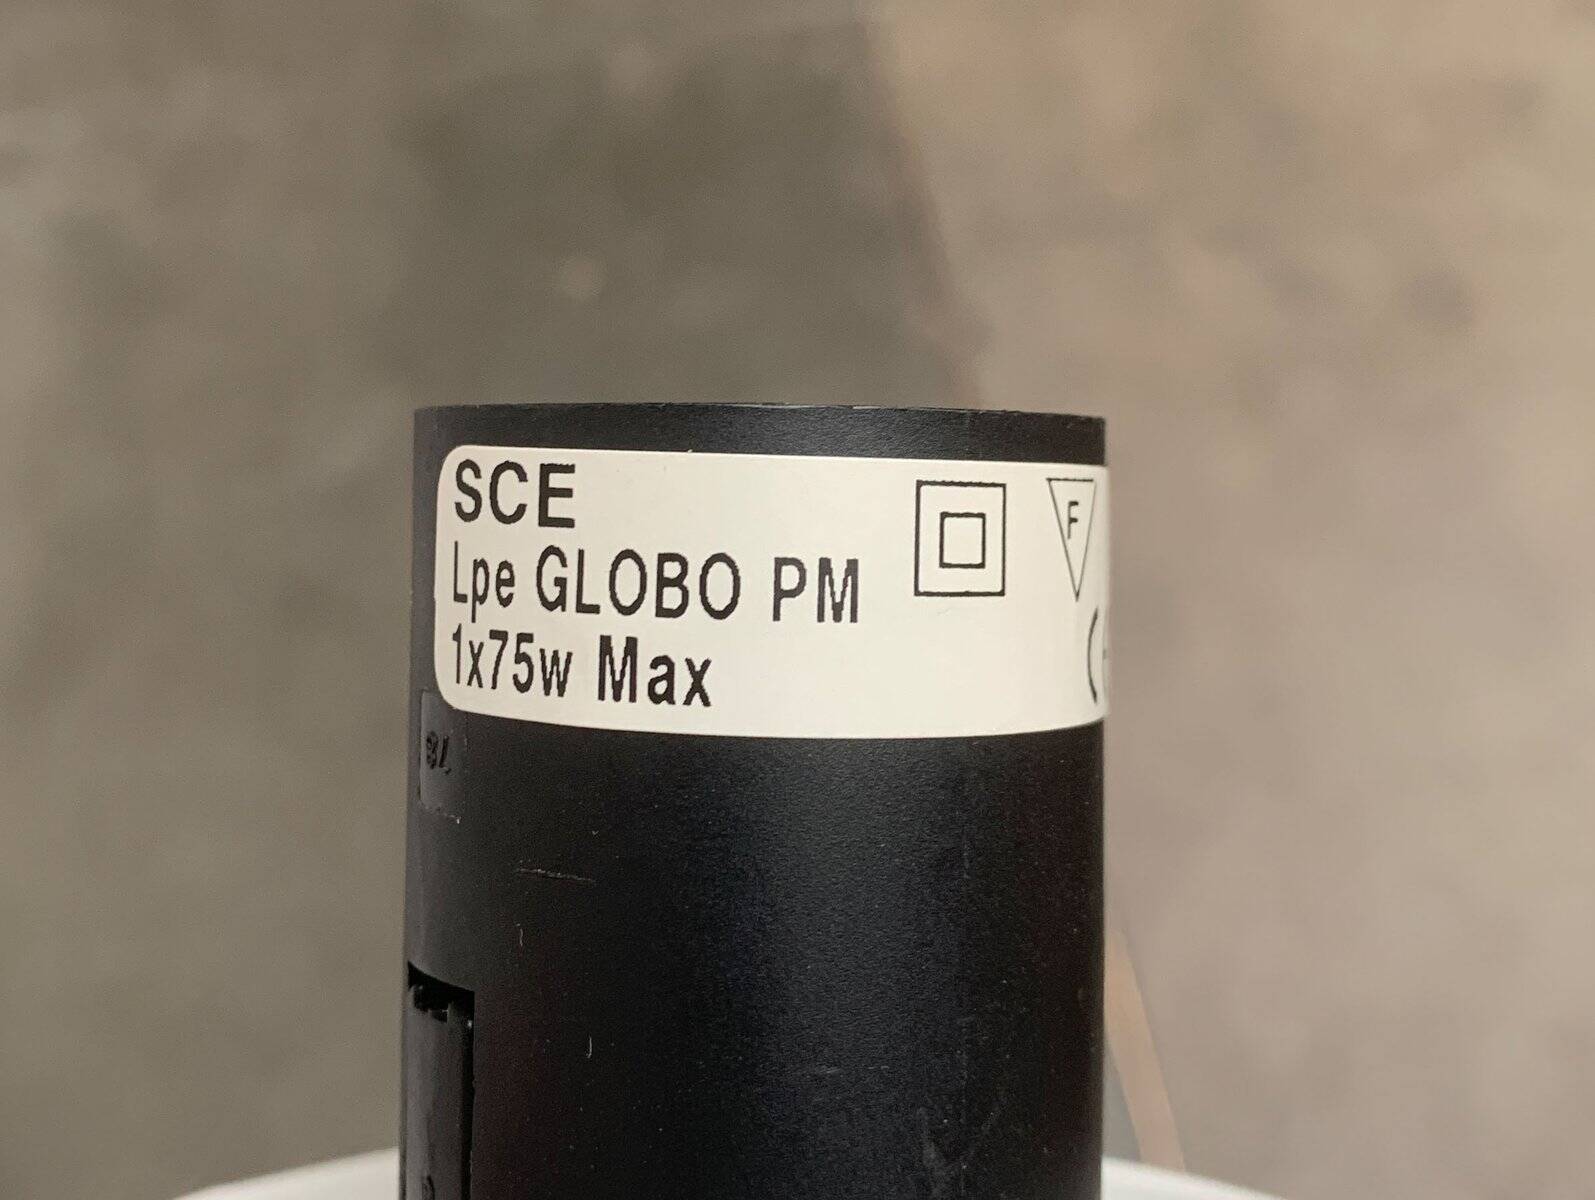 SCE
Lpe GLOBO PM
1x75w Max
F